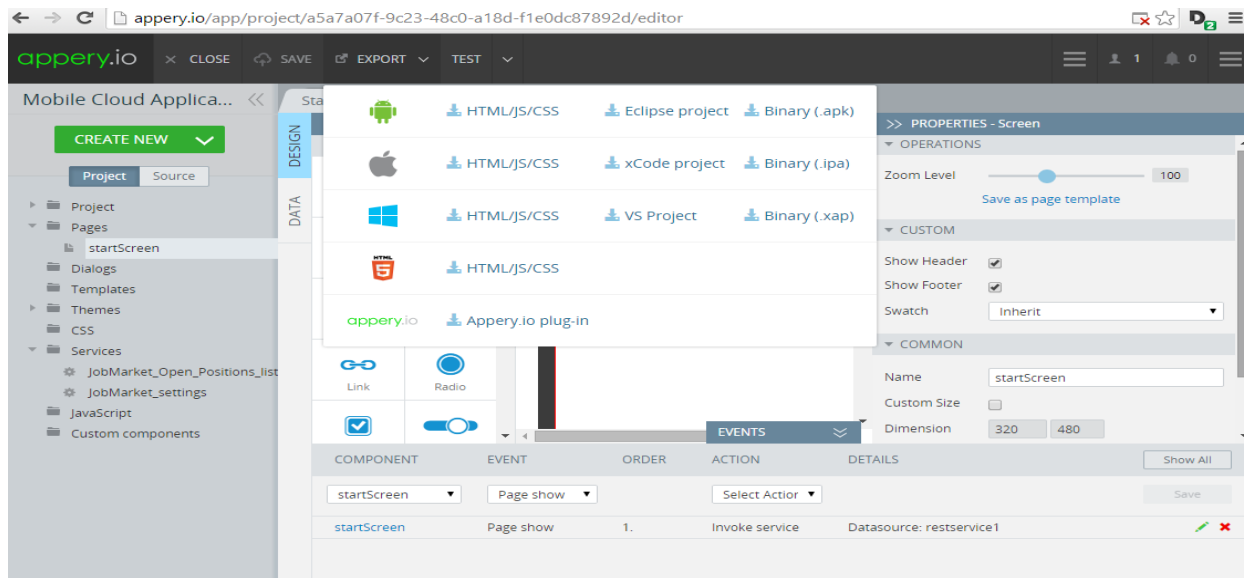 appery.io/app/project/a5a7a07f-9c23-48c0-a18d-f1e0dc87892d/editor
D 2
appery.io × CLOSE SAVE EXPORT TEST 1 0
Mobile Cloud Applica... Sta
CREATE NEW
Project Source
Project
Pages
startScreen
Dialogs
Templates
Themes
CSS
Services
JobMarket_Open_Positions_list
JobMarket_settings
JavaScript
Custom components
DESIGN
DATA
HTML/JS/CSS Eclipse project Binary (.apk)
HTML/JS/CSS xCode project Binary (.ipa)
HTML/JS/CSS VS Project Binary (.xap)
HTML 5 HTML/JS/CSS
appery.io Appery.io plug-in
Link Radio
>> PROPERTIES - Screen
OPERATIONS
Zoom Level 100
Save as page template
CUSTOM
Show Header
Show Footer
Swatch Inherit
COMMON
Name startScreen
Custom Size
Dimension 320 480
EVENTS
COMPONENT EVENT ORDER ACTION DETAILS Show All
startScreen Page show Select Action Save
startScreen Page show 1. Invoke service Datasource: restservice1